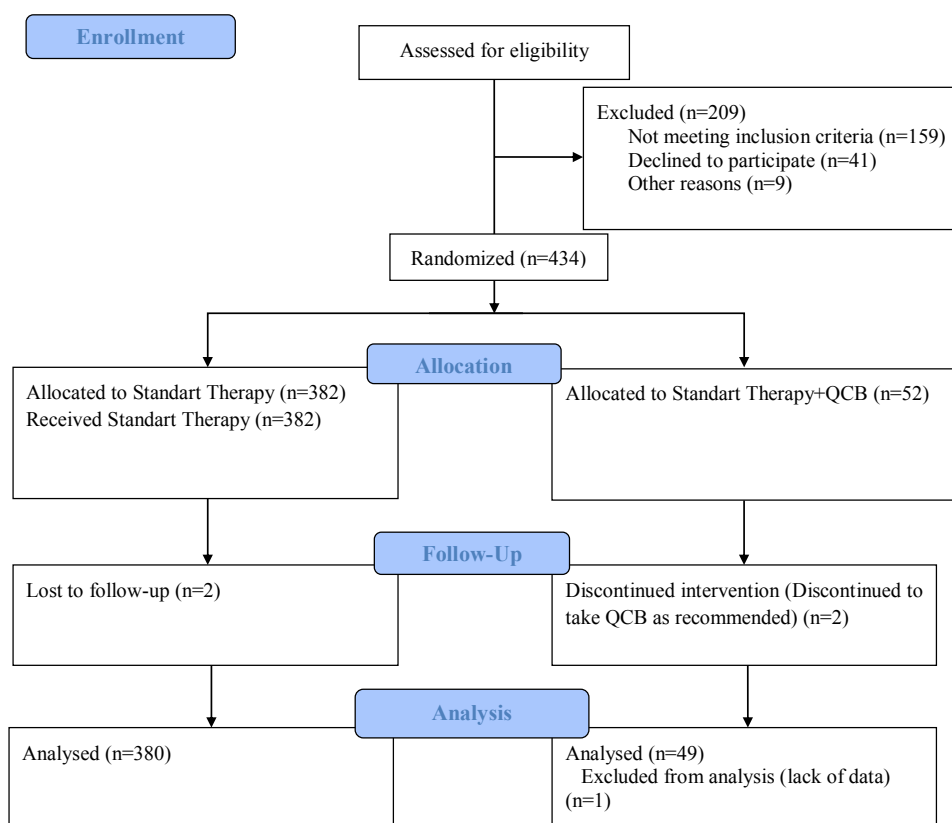 Enrollment
Assessed for eligibility
Excluded (n=209)
Not meeting inclusion criteria (n=159)
Declined to participate (n=41)
Other reasons (n=9)
Randomized (n=434)
Allocation
Allocated to Standart Therapy (n=382)
Received Standart Therapy (n=382)
Allocated to Standart Therapy+QCB (n=52)
Follow-Up
Lost to follow-up (n=2)
Discontinued intervention (Discontinued to
take QCB as recommended) (n=2)
Analysis
Analysed (n=380)
Analysed (n=49)
Excluded from analysis (lack of data)
(n=1)